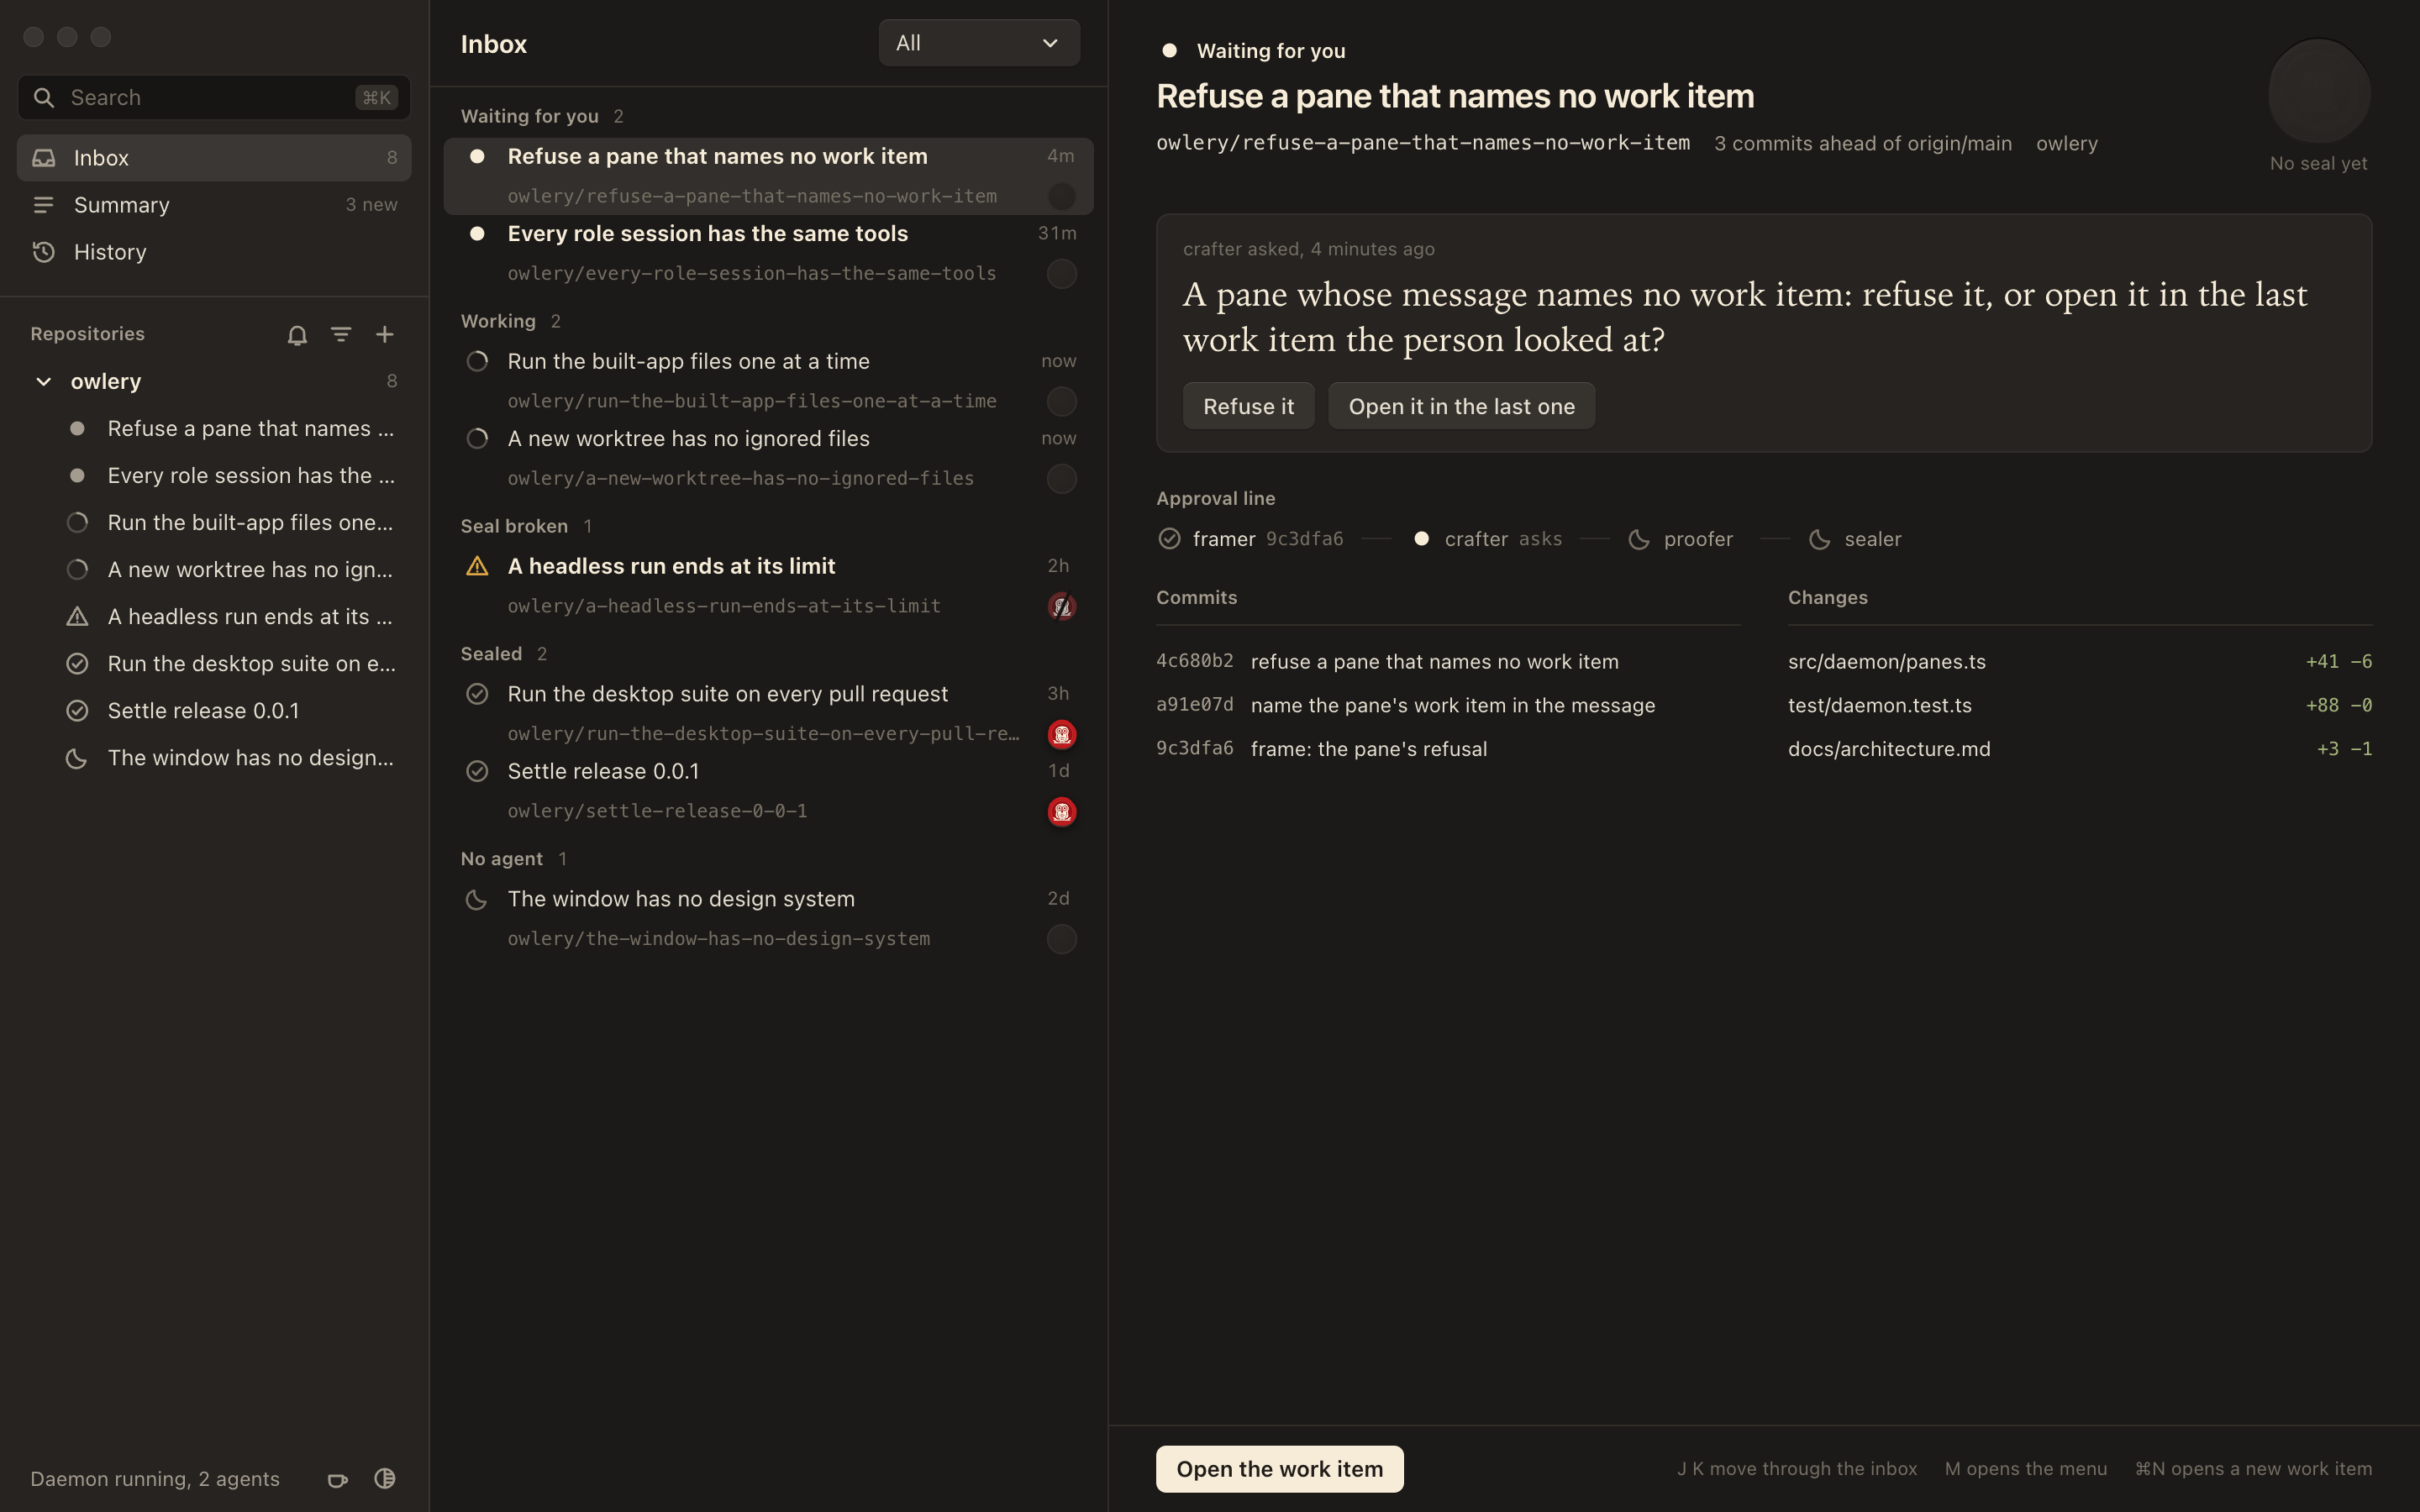 Search ⌘K
Inbox 8
Summary 3 new
History
Repositories
owlery 8
Refuse a pane that names ...
Every role session has the ...
Run the built-app files one...
A new worktree has no ign...
A headless run ends at its ...
Run the desktop suite on e...
Settle release 0.0.1
The window has no design...
Daemon running, 2 agents
Inbox All
Waiting for you 2
Refuse a pane that names no work item 4m
owlery/refuse-a-pane-that-names-no-work-item
Every role session has the same tools 31m
owlery/every-role-session-has-the-same-tools
Working 2
Run the built-app files one at a time now
owlery/run-the-built-app-files-one-at-a-time
A new worktree has no ignored files now
owlery/a-new-worktree-has-no-ignored-files
Seal broken 1
A headless run ends at its limit 2h
owlery/a-headless-run-ends-at-its-limit
Sealed 2
Run the desktop suite on every pull request 3h
owlery/run-the-desktop-suite-on-every-pull-re…
Settle release 0.0.1 1d
owlery/settle-release-0-0-1
No agent 1
The window has no design system 2d
owlery/the-window-has-no-design-system
Waiting for you
Refuse a pane that names no work item
owlery/refuse-a-pane-that-names-no-work-item 3 commits ahead of origin/main owlery
No seal yet
crafter asked, 4 minutes ago
A pane whose message names no work item: refuse it, or open it in the last
work item the person looked at?
Refuse it Open it in the last one
Approval line
framer 9c3dfa6 crafter asks proofer sealer
Commits
4c680b2 refuse a pane that names no work item
a91e07d name the pane's work item in the message
9c3dfa6 frame: the pane's refusal
Changes
src/daemon/panes.ts +41 −6
test/daemon.test.ts +88 −0
docs/architecture.md +3 −1
Open the work item J K move through the inbox M opens the menu ⌘N opens a new work item